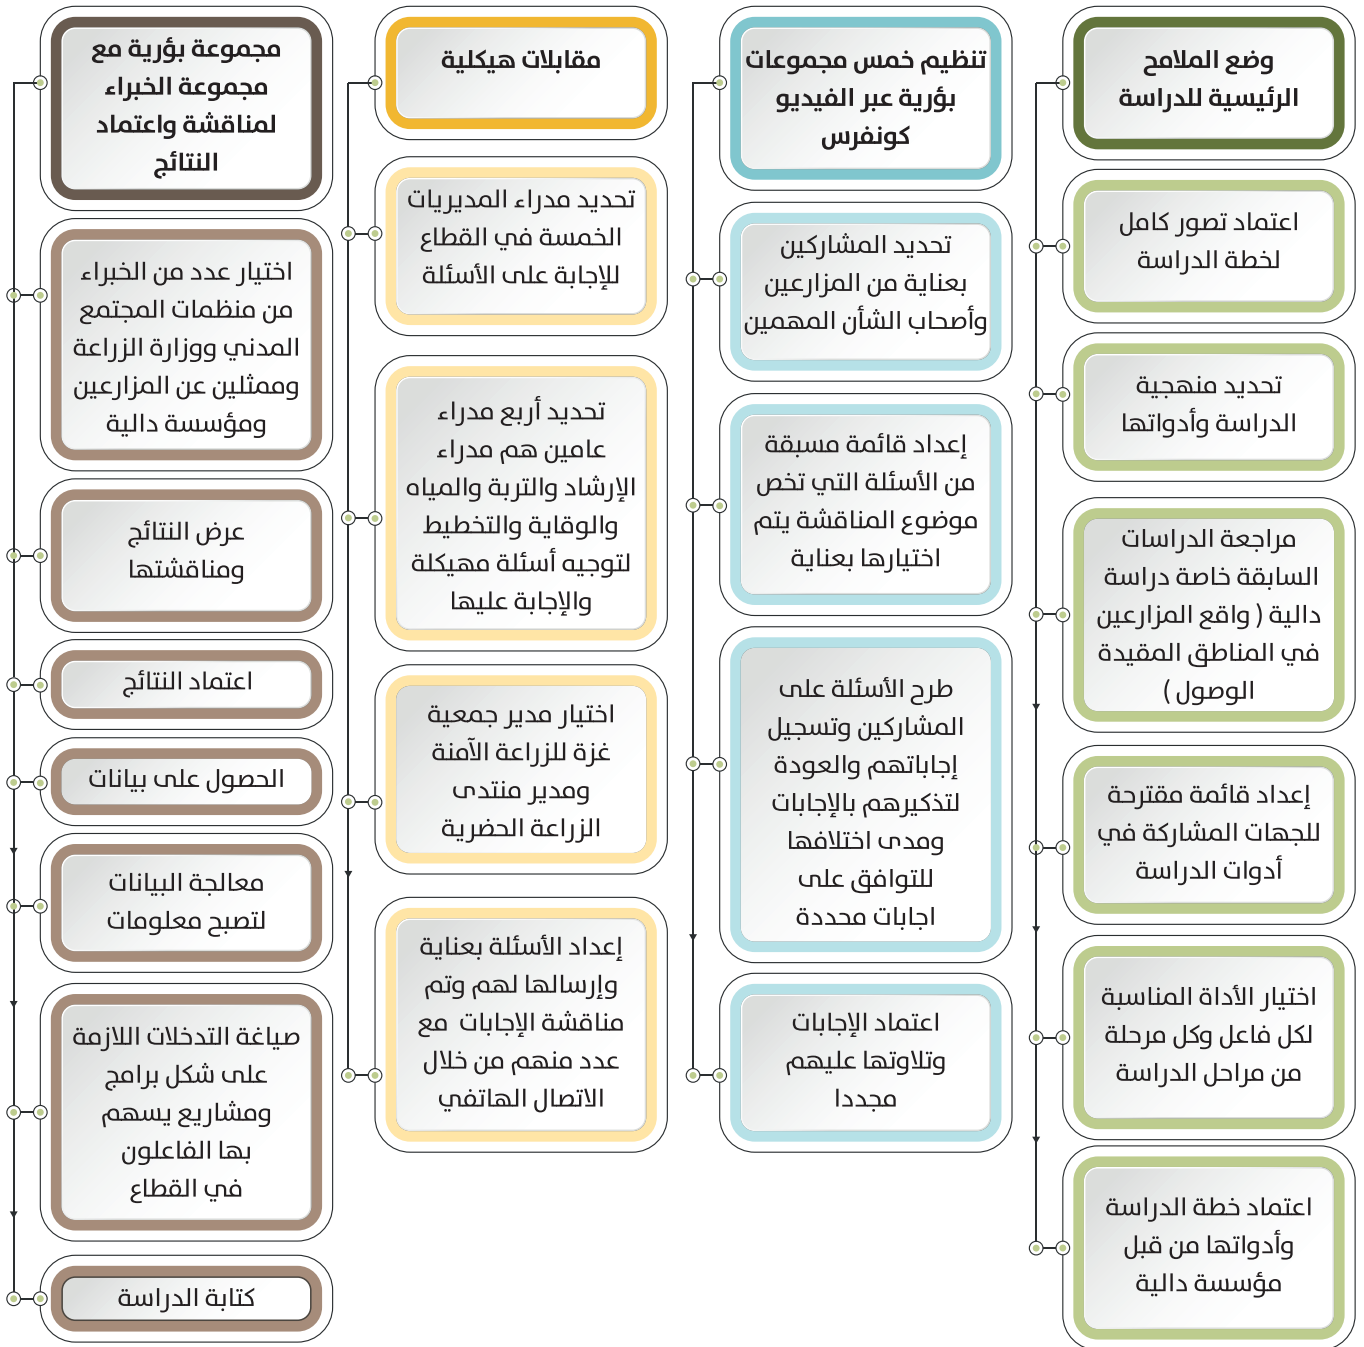 وضع الملامح
الرئيسية للدراسة
اعتماد تصور كامل
لخطة الدراسة
تحديد منهجية
الدراسة وأدواتها
مراجعة الدراسات
السابقة خاصة دراسة
دالية ( واقع المزارعين
في المناطق المقيدة
الوصول )
إعداد قائمة مقترحة
للجهات المشاركة في
أدوات الدراسة
اختيار الأداة المناسبة
لكل فاعل وكل مرحلة
من مراحل الدراسة
اعتماد خطة الدراسة
وأدواتها من قبل
مؤسسة دالية
تنظيم خمس مجموعات
بؤرية عبر الفيديو
كونفرس
تحديد المشاركين
بعناية من المزارعين
وأصحاب الشأن المهمين
إعداد قائمة مسبقة
من الأسئلة التي تخص
موضوع المناقشة يتم
اختيارها بعناية
طرح الأسئلة على
المشاركين وتسجيل
إجاباتهم والعودة
لتذكيرهم بالإجابات
ومدى اختلافها
للتوافق على
اجابات محددة
اعتماد الإجابات
وتلاوتها عليهم
مجددا
مقابلات هيكلية
تحديد مدراء المديريات
الخمسة في القطاع
للإجابة على الأسئلة
تحديد أربع مدراء
عامين هم مدراء
الإرشاد والتربة والمياه
والوقاية والتخطيط
لتوجيه أسئلة مهيكلة
والإجابة عليها
اختيار مدير جمعية
غزة للزراعة الآمنة
ومدير منتدى
الزراعة الحضرية
إعداد الأسئلة بعناية
وإرسالها لهم وتم
مناقشة الإجابات مع
عدد منهم من خلال
الاتصال الهاتفي
مجموعة بؤرية مع
مجموعة الخبراء
لمناقشة واعتماد
النتائج
اختيار عدد من الخبراء
من منظمات المجتمع
المدني ووزارة الزراعة
وممثلين عن المزارعين
ومؤسسة دالية
عرض النتائج
ومناقشتها
اعتماد النتائج
الحصول على بيانات
معالجة البيانات
لتصبح معلومات
صياغة التدخلات اللازمة
على شكل برامج
ومشاريع يسهم
بها الفاعلون
في القطاع
كتابة الدراسة